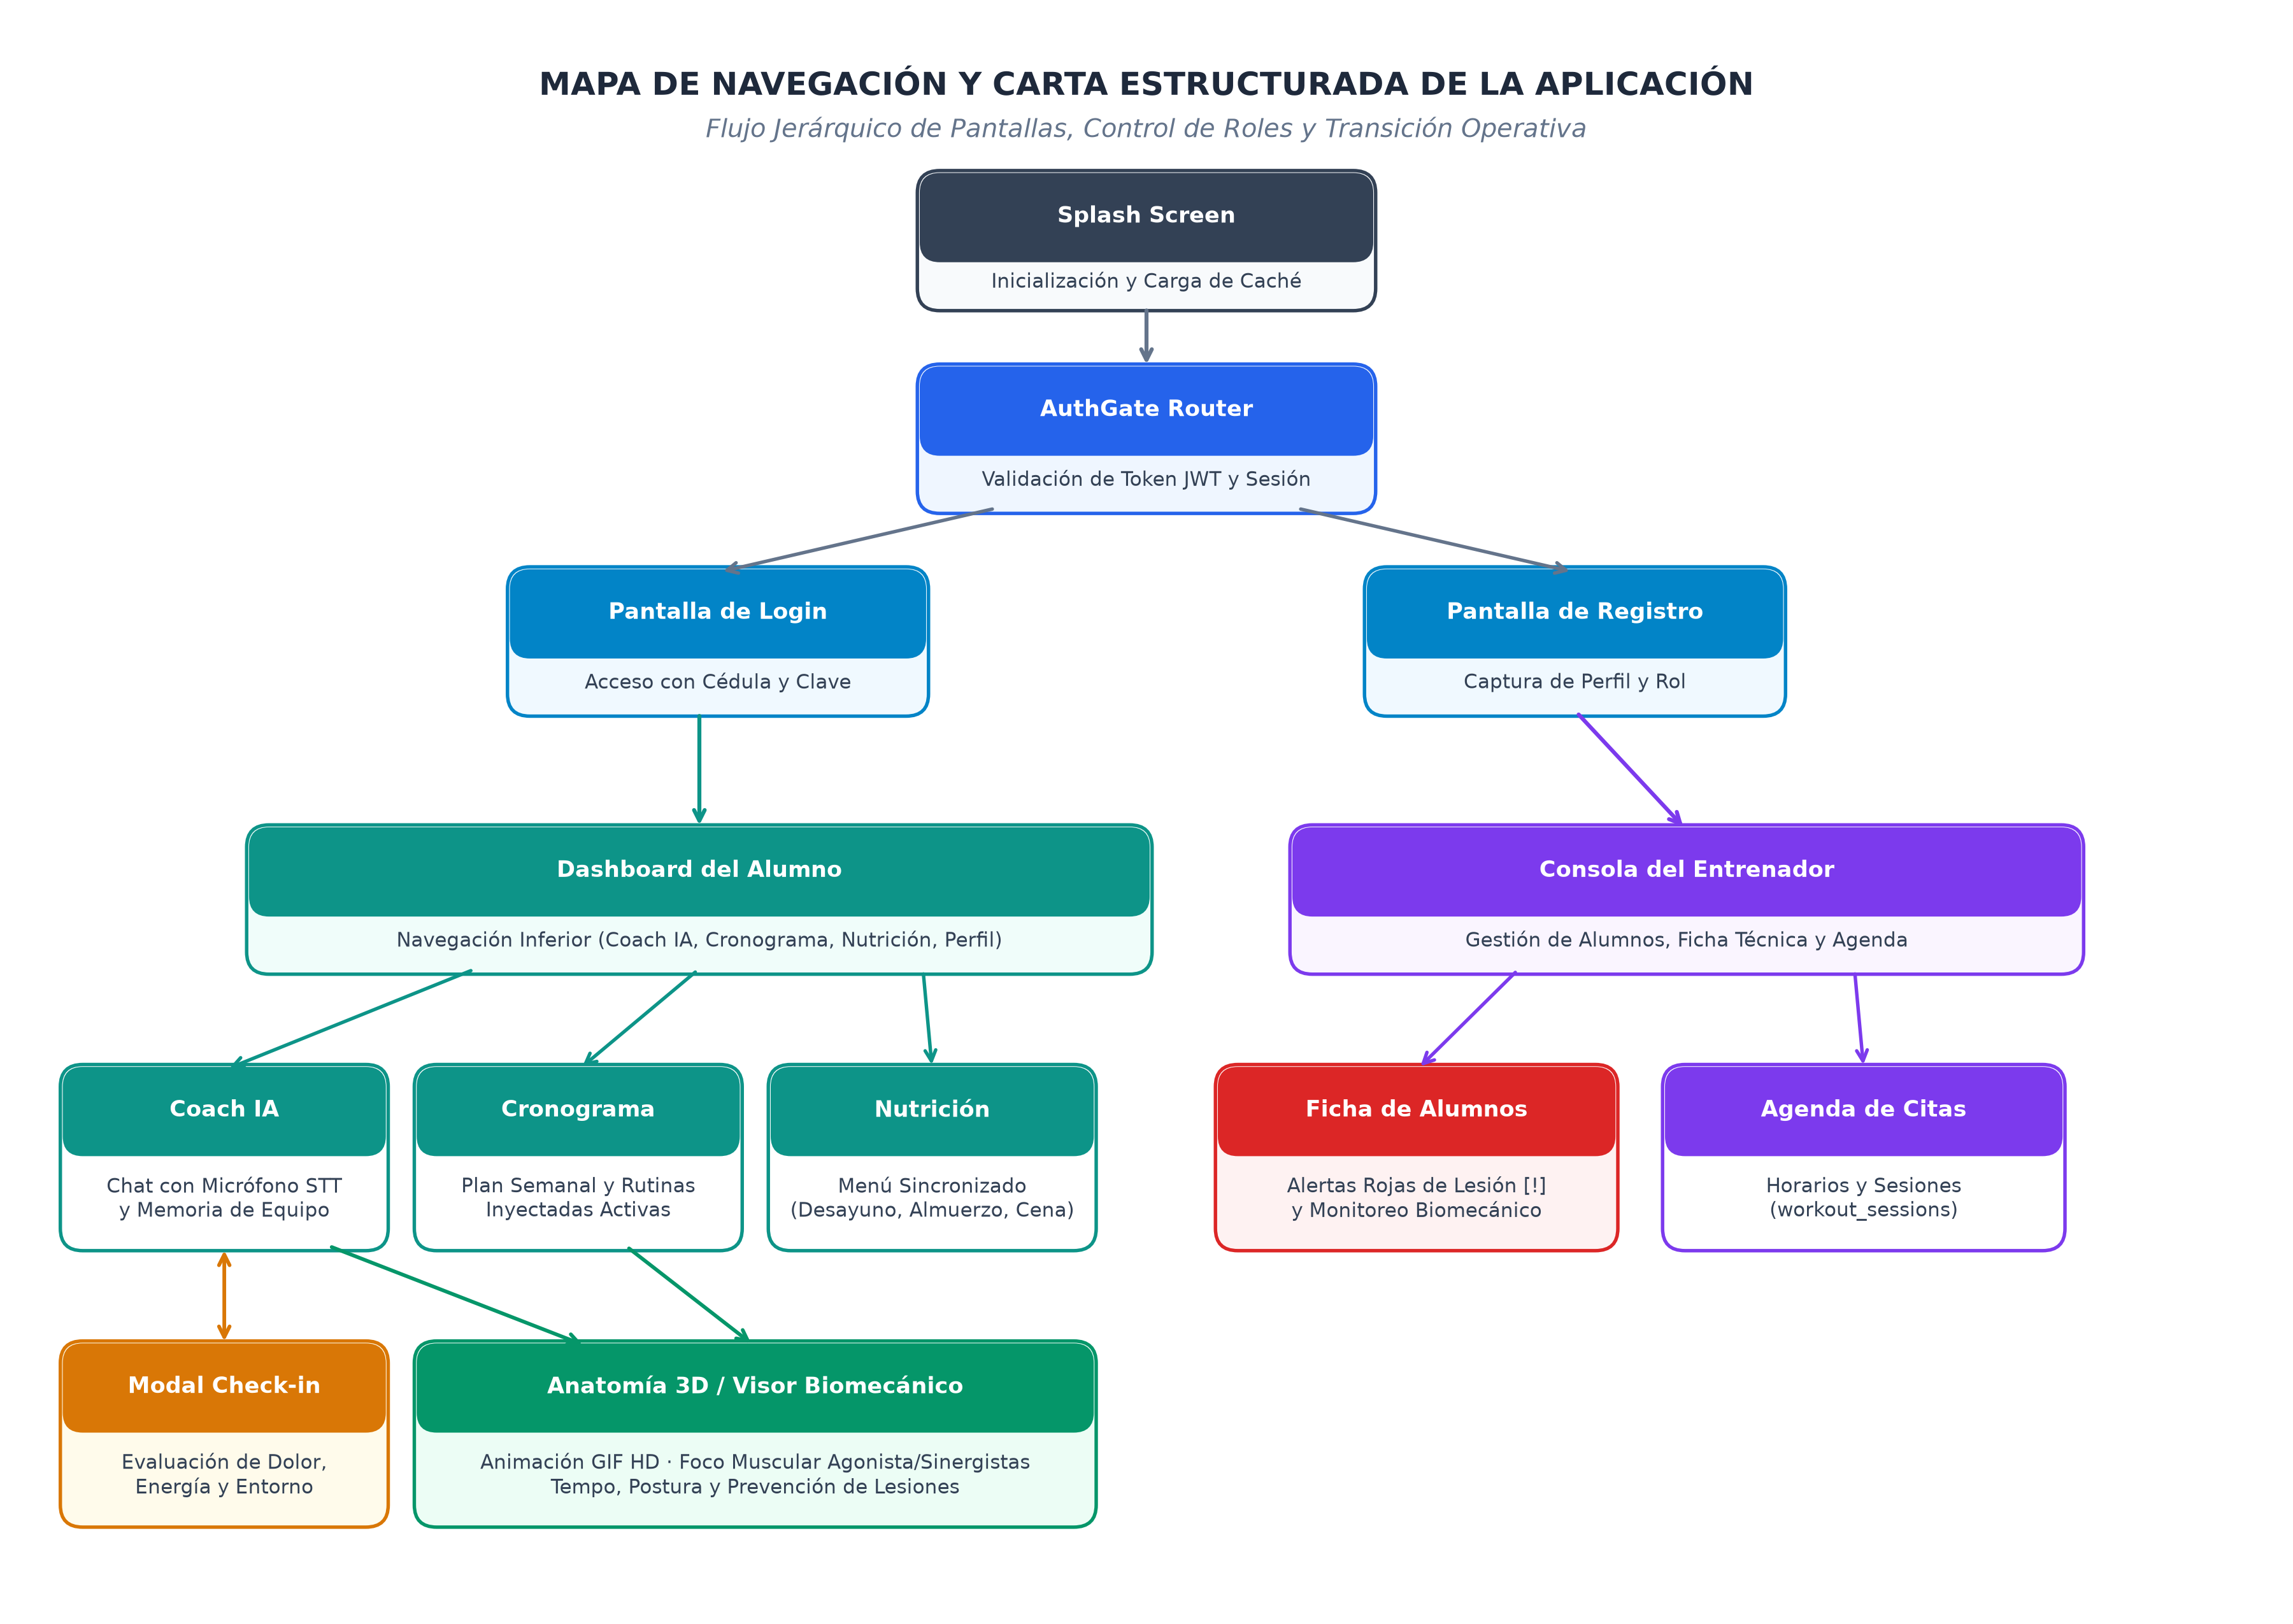 MAPA DE NAVEGACIÓN Y CARTA ESTRUCTURADA DE LA APLICACIÓN
Flujo Jerárquico de Pantallas, Control de Roles y Transición Operativa
Splash Screen
Inicialización y Carga de Caché
AuthGate Router
Validación de Token JWT y Sesión
Pantalla de Login
Acceso con Cédula y Clave
Pantalla de Registro
Captura de Perfil y Rol
Dashboard del Alumno
Navegación Inferior (Coach IA, Cronograma, Nutrición, Perfil)
Consola del Entrenador
Gestión de Alumnos, Ficha Técnica y Agenda
Coach IA
Chat con Micrófono STT
y Memoria de Equipo
Cronograma
Plan Semanal y Rutinas
Inyectadas Activas
Nutrición
Menú Sincronizado
(Desayuno, Almuerzo, Cena)
Ficha de Alumnos
Alertas Rojas de Lesión [!]
y Monitoreo Biomecánico
Agenda de Citas
Horarios y Sesiones
(workout_sessions)
Modal Check-in
Evaluación de Dolor,
Energía y Entorno
Anatomía 3D / Visor Biomecánico
Animación GIF HD · Foco Muscular Agonista/Sinergistas
Tempo, Postura y Prevención de Lesiones